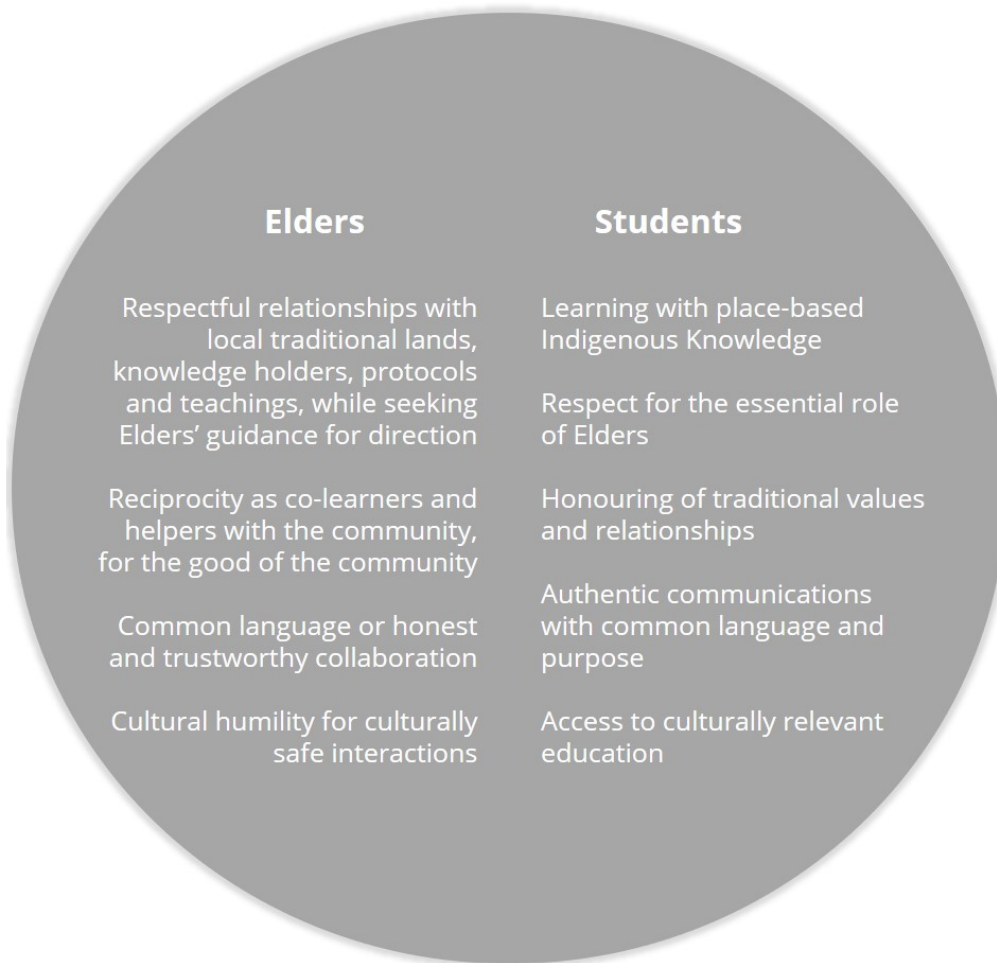 Elders
Respectful relationships with
local traditional lands,
knowledge holders, protocols
and teachings, while seeking
Elders’ guidance for direction
Reciprocity as co-learners and
helpers with the community,
for the good of the community
Common language or honest
and trustworthy collaboration
Cultural humility for culturally
safe interactions
Students
Learning with place-based
Indigenous Knowledge
Respect for the essential role
of Elders
Honouring of traditional values
and relationships
Authentic communications
with common language and
purpose
Access to culturally relevant
education